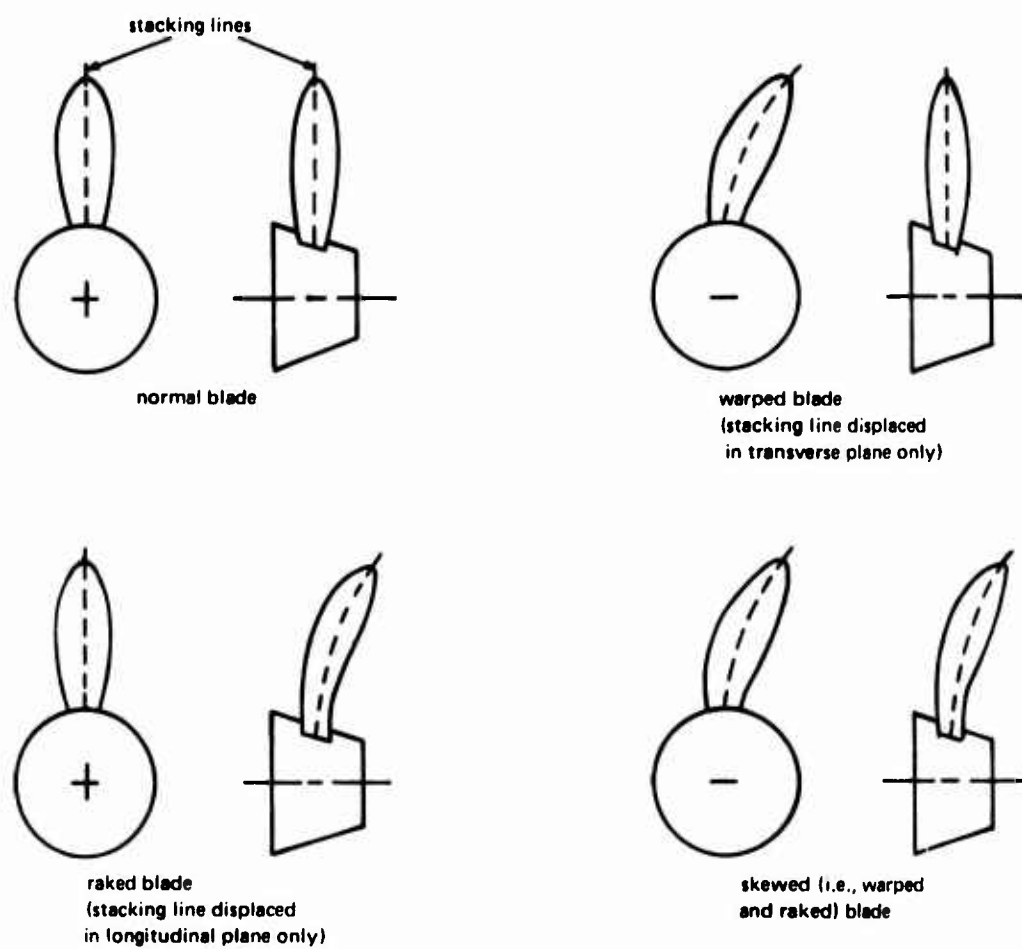 stacking lines
normal blade
warped blade
(stacking line displaced
in transverse plane only)
raked blade
(stacking line displaced
in longitudinal plane only)
skewed (i.e., warped
and raked) blade